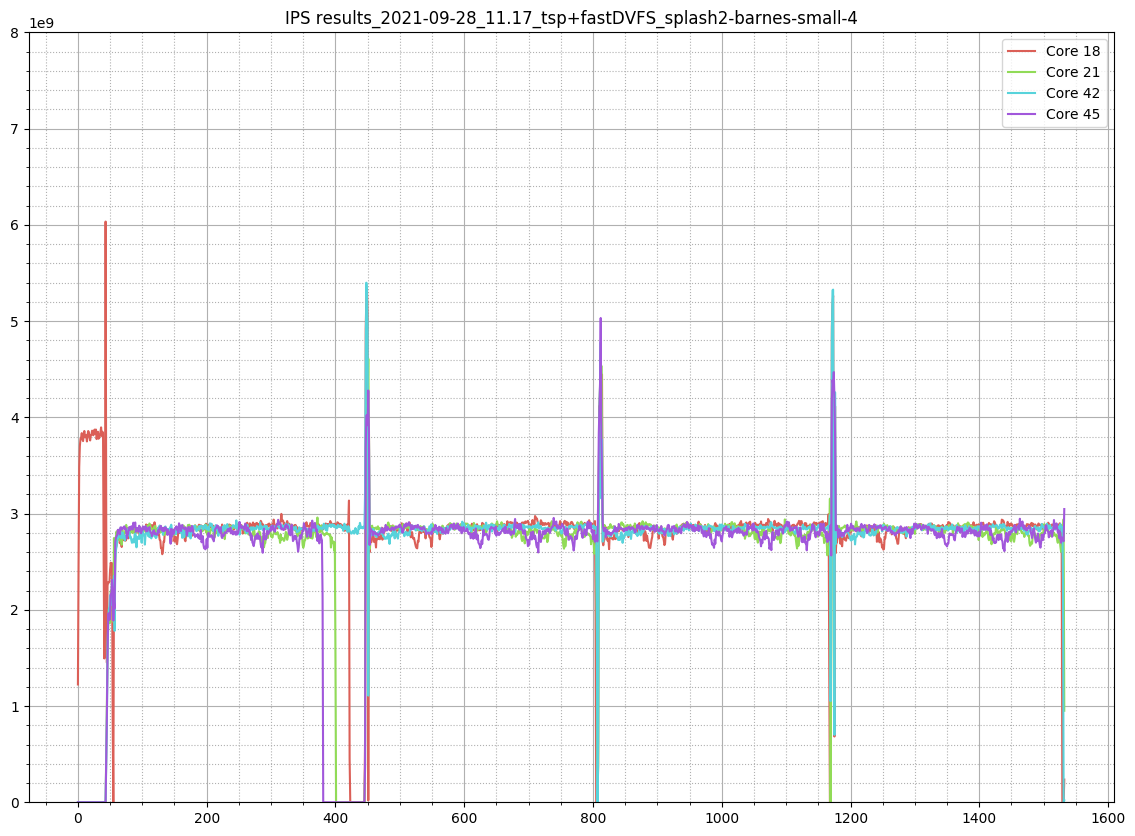 IPS results_2021-09-28_11.17_tsp+fastDVFS_splash2-barnes-small-4
1e9
8
7
6
5
4
3
2
1
0
Core 18
Core 21
Core 42
Core 45
0 200 400 600 800 1000 1200 1400 1600